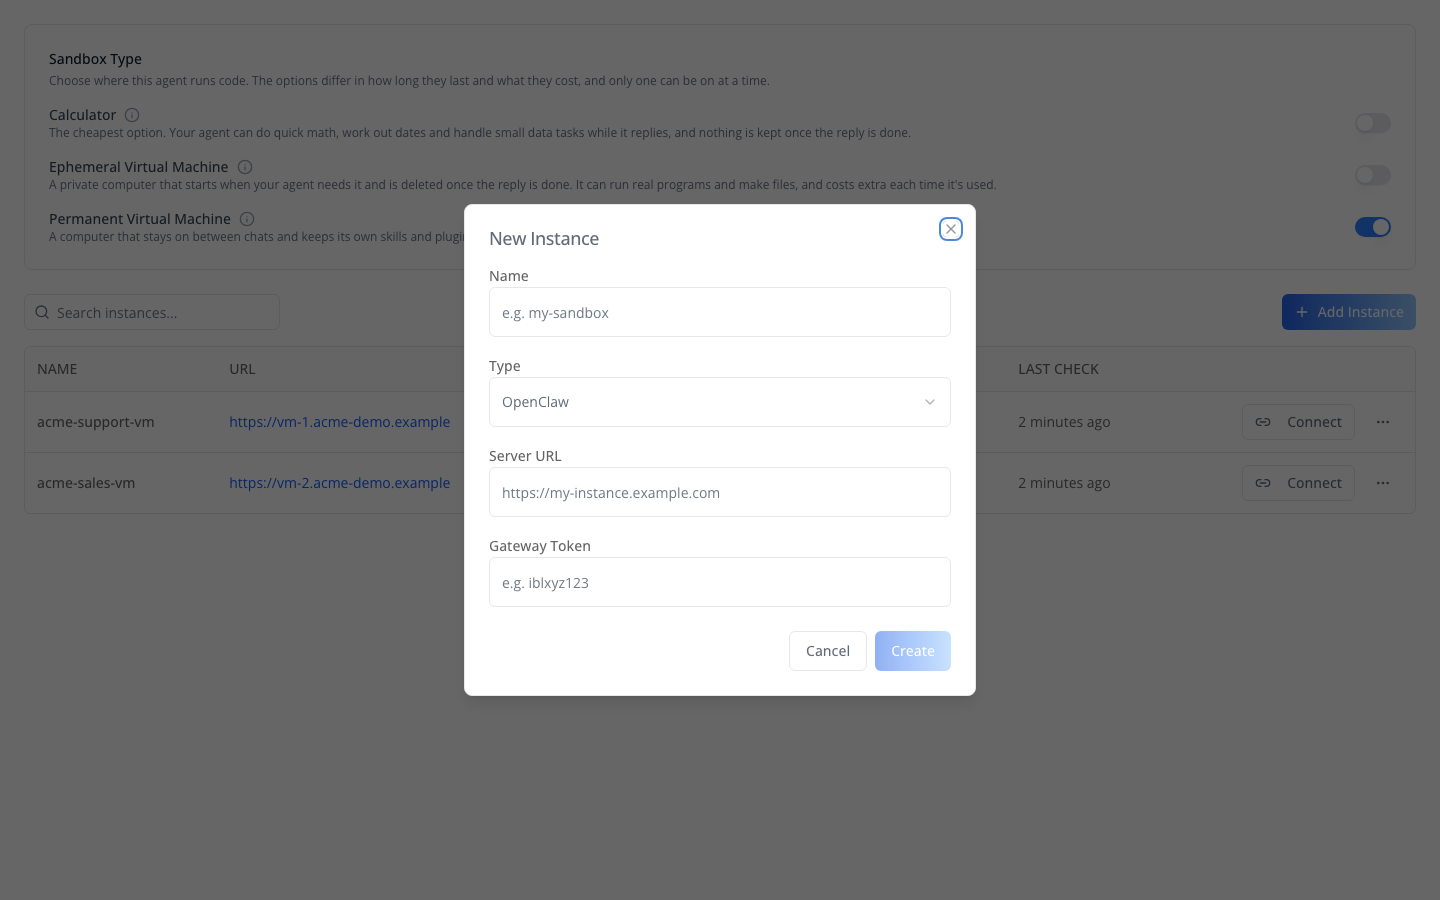 Sandbox Type
Choose where this agent runs code. The options differ in how long they last and what they cost, and only one can be on at a time.
Calculator
The cheapest option. Your agent can do quick math, work out dates and handle small data tasks while it replies, and nothing is kept once the reply is done.
Ephemeral Virtual Machine
A private computer that starts when your agent needs it and is deleted once the reply is done. It can run real programs and make files, and costs extra each time it's used.
Permanent Virtual Machine
A computer that stays on between chats and keeps its own skills and
Search instances...
Add Instance
NAME URL LAST CHECK
acme-support-vm https://vm-1.acme-demo.example 2 minutes ago Connect
acme-sales-vm https://vm-2.acme-demo.example 2 minutes ago Connect
New Instance
Name
e.g. my-sandbox
Type
OpenClaw
Server URL
https://my-instance.example.com
Gateway Token
e.g. iblxyz123
Cancel Create